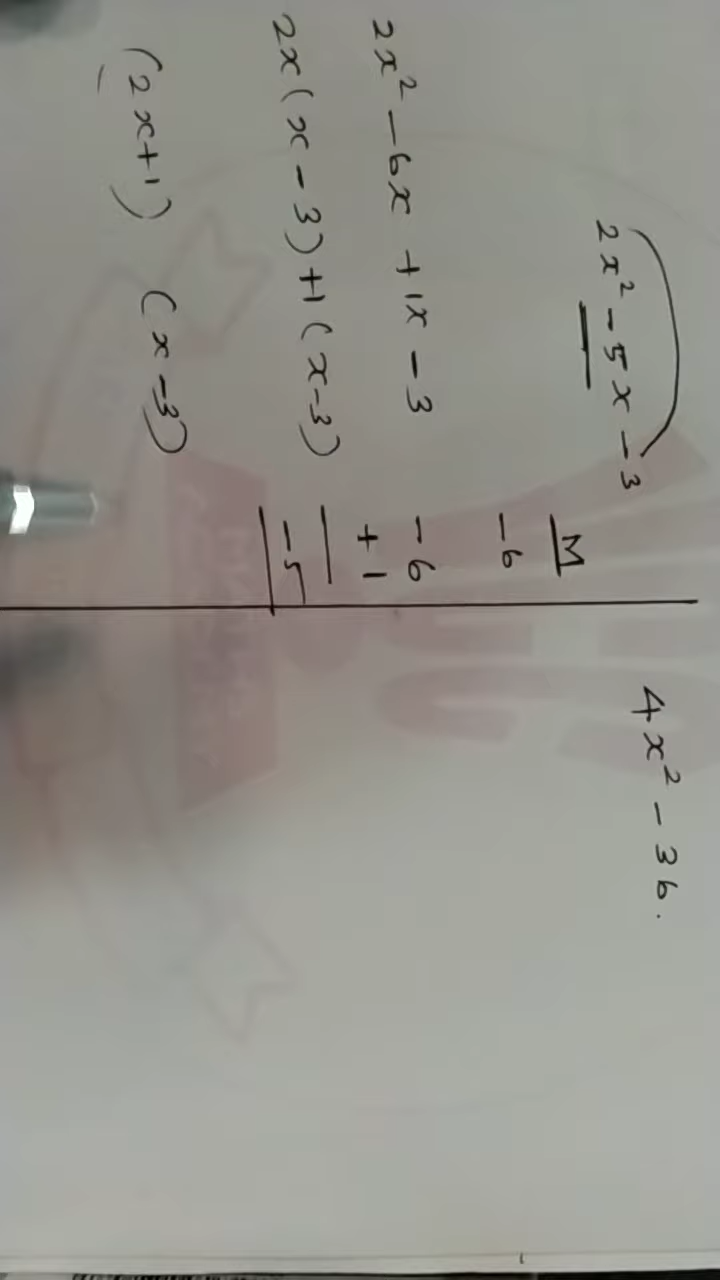 2x² - 5x - 3
M
-6
2x² - 6x + 1x - 3
-6
+1
2x(x - 3) + 1(x - 3)
-5
(2x+1) (x - 3)
4x² - 36.